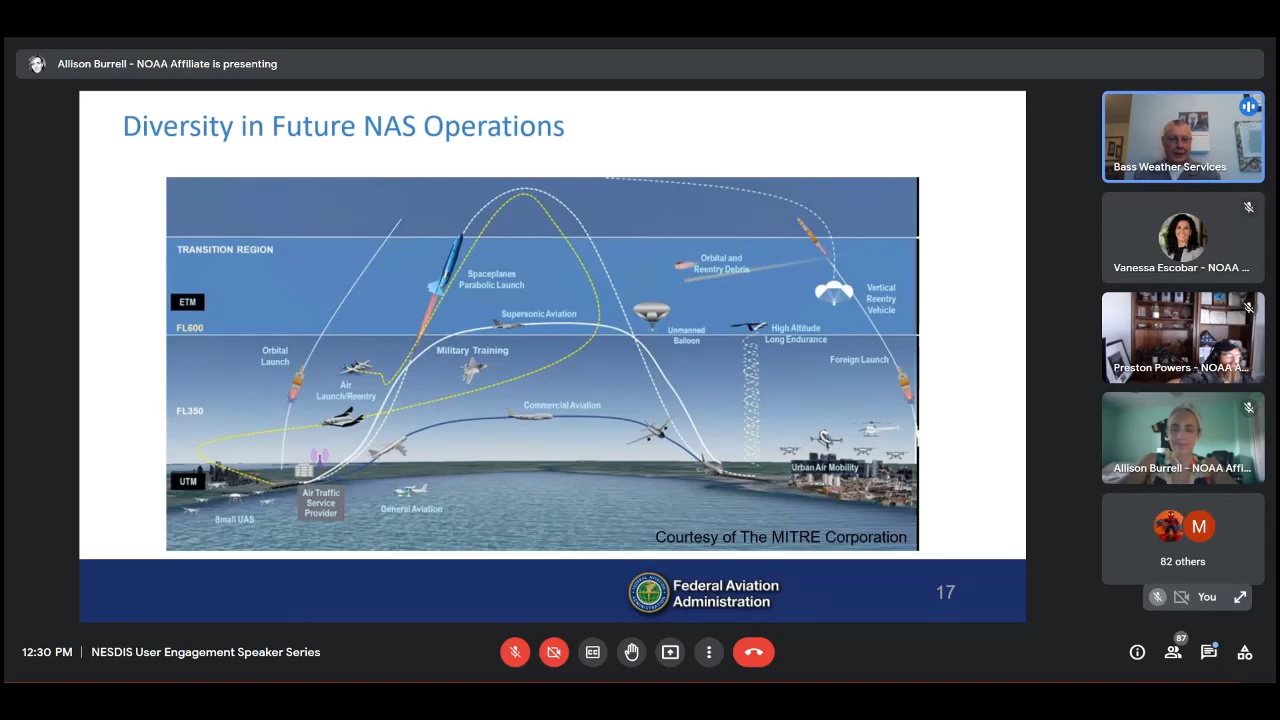 Allison Burrell - NOAA Affiliate is presenting
Diversity in Future NAS Operations
TRANSITION REGION
ETM
FL600
FL350
UTM
Orbital
Launch
Air
Launch/Reentry
Spaceplanes
Parabolic Launch
Supersonic Aviation
Military Training
Commercial Aviation
Orbital and
Reentry Debris
Unmanned
Balloon
High Altitude
Long Endurance
Vertical
Reentry
Vehicle
Foreign Launch
Urban Air Mobility
Small UAS
Air Traffic
Service
Provider
General Aviation
Courtesy of The MITRE Corporation
Federal Aviation
Administration
17
Bass Weather Services
Vanessa Escobar - NOAA ...
Preston Powers - NOAA A...
Allison Burrell - NOAA Affi...
M
82 others
You
12:30 PM | NESDIS User Engagement Speaker Series
87